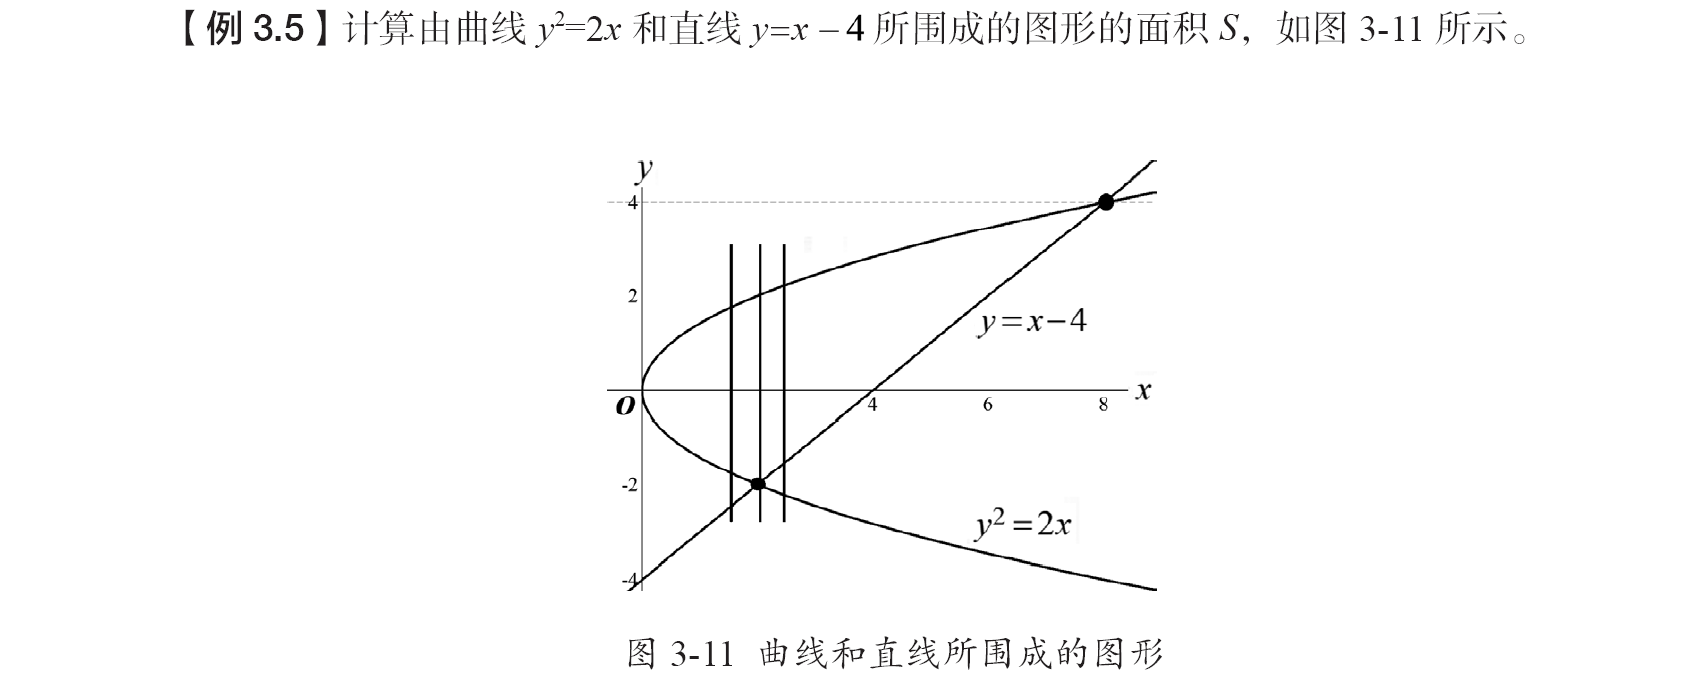 【例 3.5】计算由曲线 y²=2x 和直线 y=x – 4 所围成的图形的面积 S，如图 3-11 所示。
y
4
2
y=x−4
O
4
6
8
x
-2
y²=2x
-4
图 3-11 曲线和直线所围成的图形